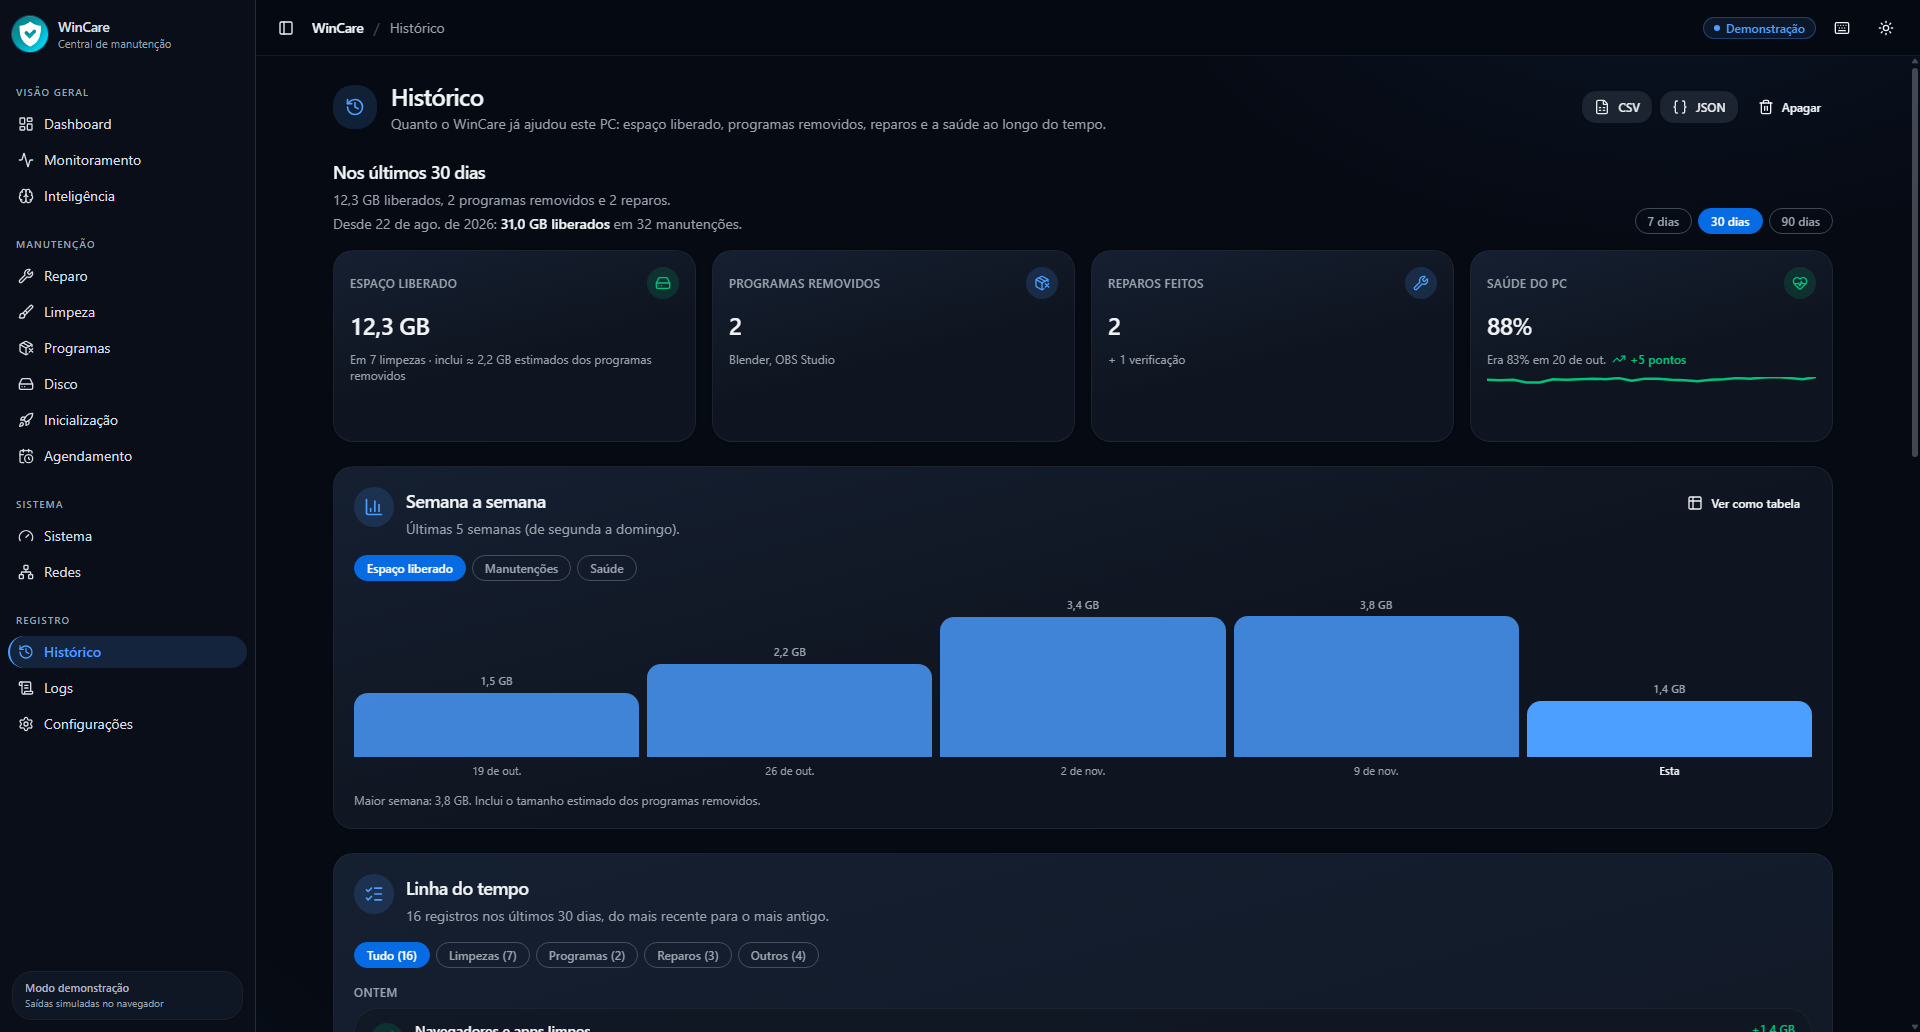 WinCare
Central de manutenção
VISÃO GERAL
Dashboard
Monitoramento
Inteligência
MANUTENÇÃO
Reparo
Limpeza
Programas
Disco
Inicialização
Agendamento
SISTEMA
Sistema
Redes
REGISTRO
Histórico
Logs
Configurações
Modo demonstração
Saídas simuladas no navegador
WinCare / Histórico
Demonstração
Histórico
Quanto o WinCare já ajudou este PC: espaço liberado, programas removidos, reparos e a saúde ao longo do tempo.
CSV
{ } JSON
Apagar
Nos últimos 30 dias
12,3 GB liberados, 2 programas removidos e 2 reparos.
Desde 22 de ago. de 2026: 31,0 GB liberados em 32 manutenções.
7 dias
30 dias
90 dias
ESPAÇO LIBERADO
12,3 GB
Em 7 limpezas · inclui ≈ 2,2 GB estimados dos programas
removidos
PROGRAMAS REMOVIDOS
2
Blender, OBS Studio
REPAROS FEITOS
2
+ 1 verificação
SAÚDE DO PC
88%
Era 83% em 20 de out. +5 pontos
Semana a semana
Últimas 5 semanas (de segunda a domingo).
Ver como tabela
Espaço liberado
Manutenções
Saúde
1,5 GB
2,2 GB
3,4 GB
3,8 GB
1,4 GB
19 de out.
26 de out.
2 de nov.
9 de nov.
Esta
Maior semana: 3,8 GB. Inclui o tamanho estimado dos programas removidos.
Linha do tempo
16 registros nos últimos 30 dias, do mais recente para o mais antigo.
Tudo (16)
Limpezas (7)
Programas (2)
Reparos (3)
Outros (4)
ONTEM
Navegadores e apps limpos
+1,4 GB